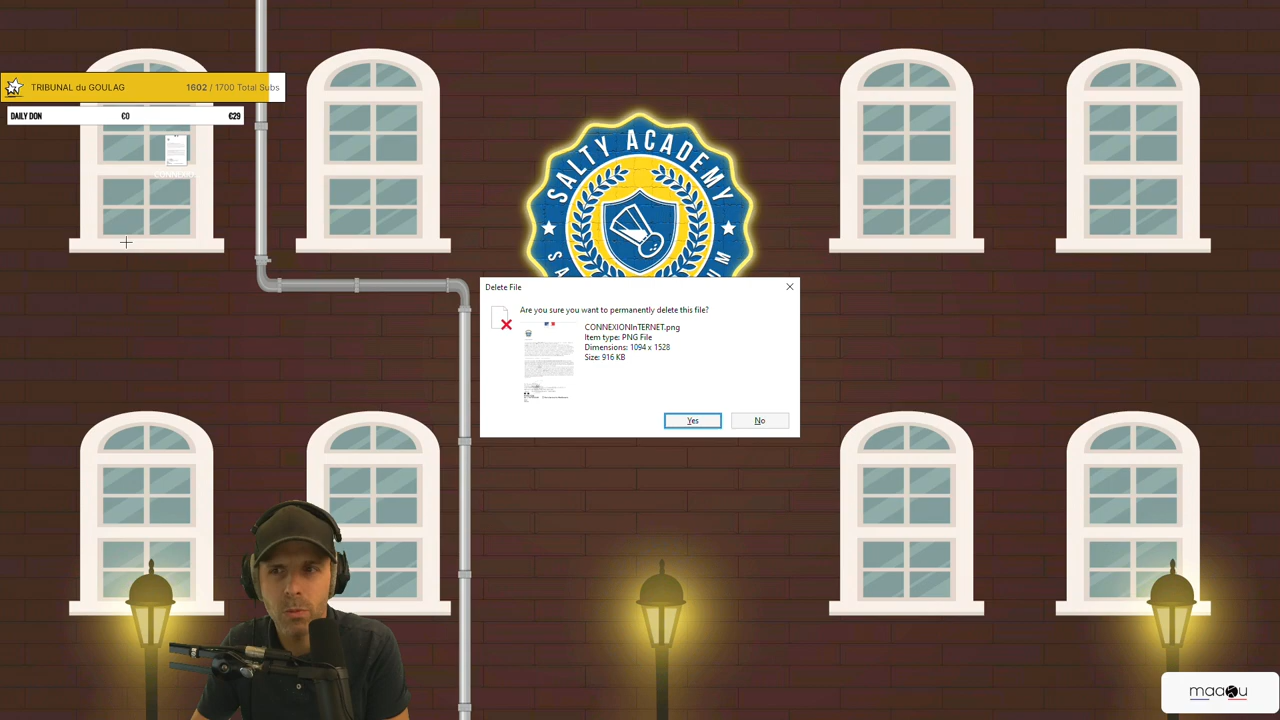 TRIBUNAL du GOULAG 1602 / 1700 Total Subs
DAILY DON €0 €29
CONNEXIO...
SALTY ACADEMY
Delete File
Are you sure you want to permanently delete this file?
CONNEXIONInTERNET.png
Item type: PNG File
Dimensions: 1094 x 1528
Size: 916 KB
Yes No
maaKu